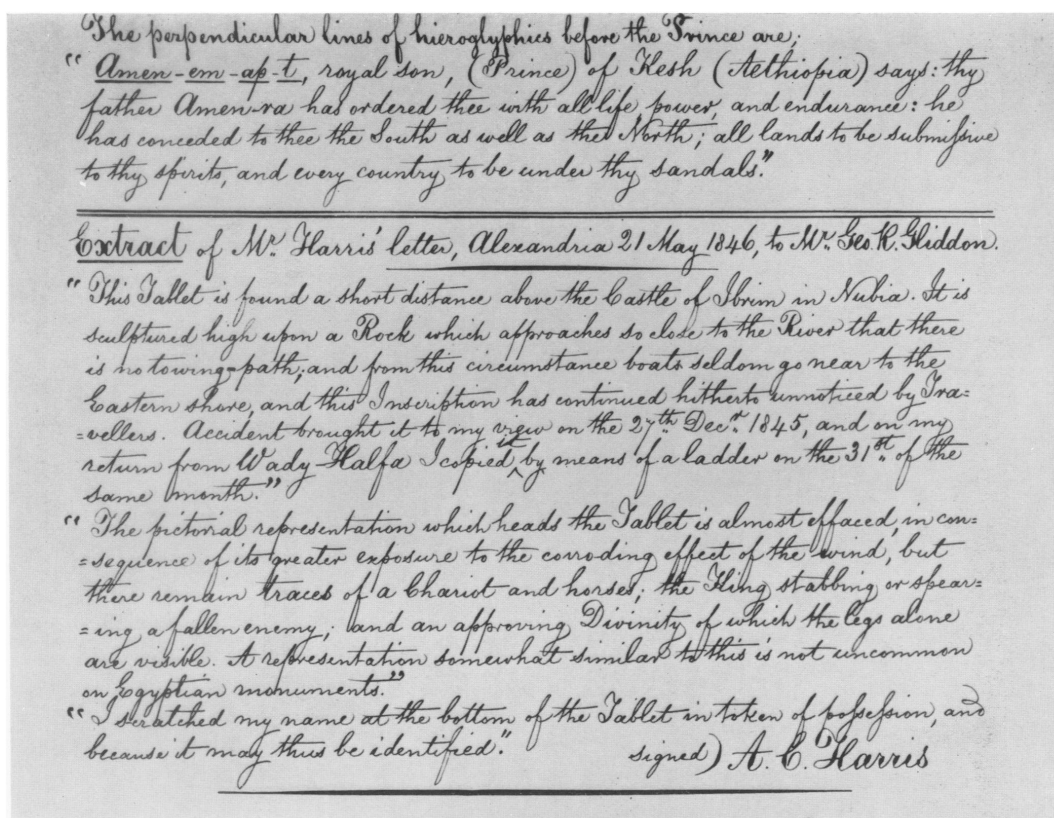 The perpendicular lines of hieroglyphics before the Prince are;
"Amen-em-ap-t, royal son, (Prince) of Kesh (Aethiopia) says: thy
father Amen-ra has ordered thee with all life, power, and endurance: he
has conceded to thee the South as well as the North; all lands to be submissive
to thy spirits, and every country to be under thy sandals."
Extract of Mr. Harris' letter, Alexandria 21 May 1846, to Mr. Geo. R. Gliddon.
"This Tablet is found a short distance above the Castle of Ibrim in Nubia. It is
sculptured high upon a Rock which approaches so close to the River that there
is no towing-path; and from this circumstance boats seldom go near to the
Eastern shore, and this Inscription has continued hitherto unnoticed by Tra=
=vellers. Accident brought it to my view on the 27th Decr. 1845, and on my
return from Wady-Halfa I copied it by means of a ladder on the 31st of the
same month."
"The pictorial representation which heads the Tablet is almost effaced, in con=
=sequence of its greater exposure to the corroding effect of the wind, but
there remain traces of a Chariot and horses; the King stabbing or spear=
=ing a fallen enemy; and an approving Divinity of which the legs alone
are visible. A representation somewhat similar to this is not uncommon
on Egyptian monuments."
"I scratched my name at the bottom of the Tablet in token of possession, and
because it may thus be identified." signed) A. C. Harris